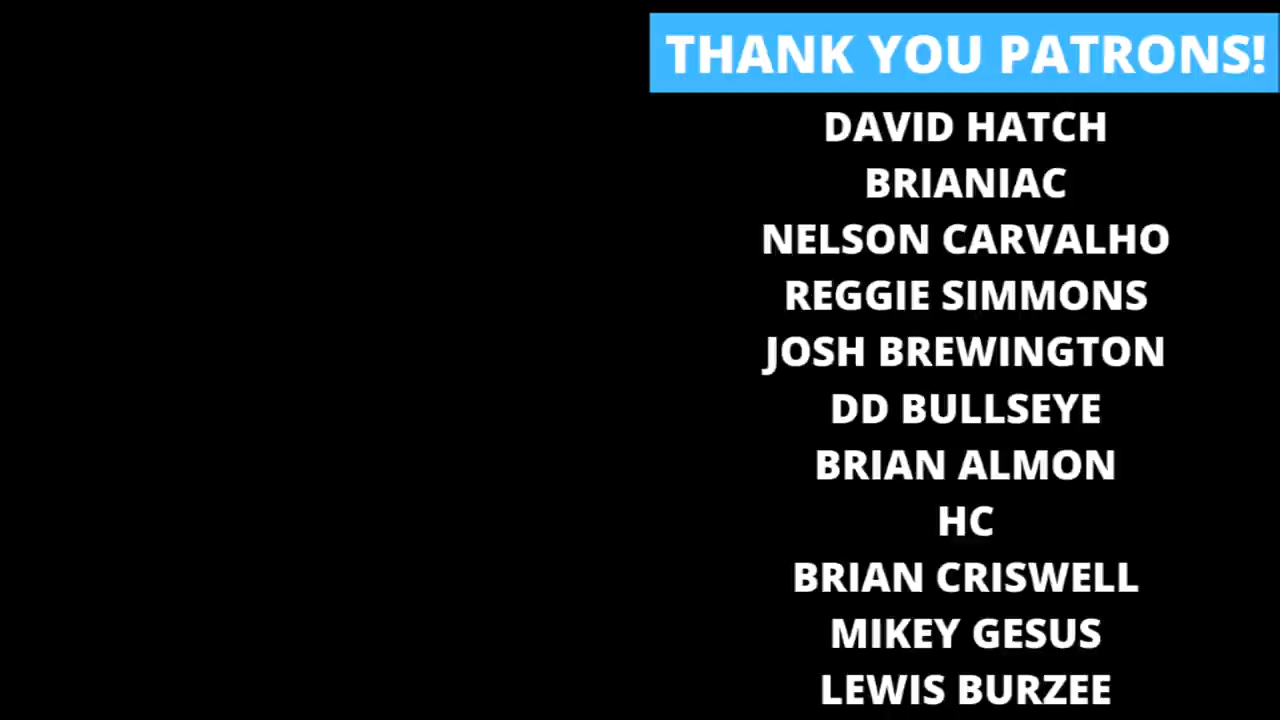 THANK YOU PATRONS!
DAVID HATCH
BRIANIAC
NELSON CARVALHO
REGGIE SIMMONS
JOSH BREWINGTON
DD BULLSEYE
BRIAN ALMON
HC
BRIAN CRISWELL
MIKEY GESUS
LEWIS BURZEE